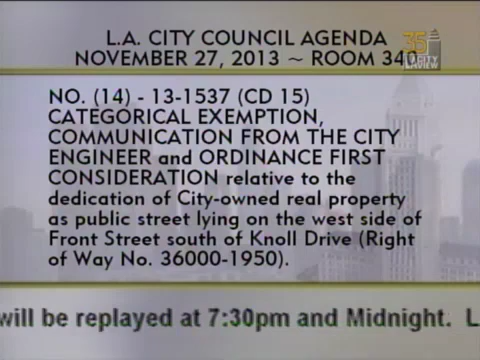 L.A. CITY COUNCIL AGENDA
NOVEMBER 27, 2013 ~ ROOM 340
35
LA CITYVIEW
NO. (14) - 13-1537 (CD 15)
CATEGORICAL EXEMPTION,
COMMUNICATION FROM THE CITY
ENGINEER and ORDINANCE FIRST
CONSIDERATION relative to the
dedication of City-owned real property
as public street lying on the west side of
Front Street south of Knoll Drive (Right
of Way No. 36000-1950).
will be replayed at 7:30pm and Midnight. L